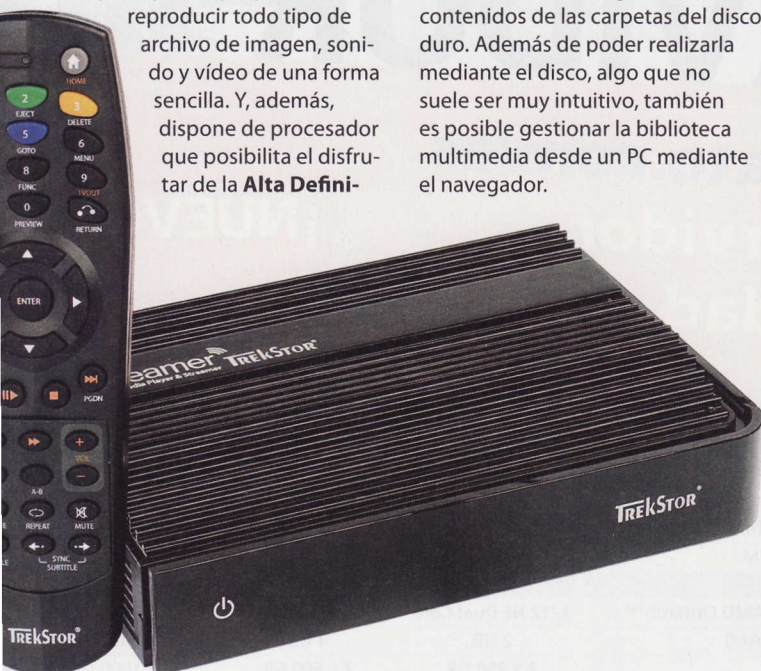 reproducir todo tipo de
archivo de imagen, soni-
do y vídeo de una forma
sencilla. Y, además,
dispone de procesador
que posibilita el disfru-
tar de la Alta Defini-
contenidos de las carpetas del disco
duro. Además de poder realizarla
mediante el disco, algo que no
suele ser muy intuitivo, también
es posible gestionar la biblioteca
multimedia desde un PC mediante
el navegador.
HOME
2
3
EJECT
DELETE
5
6
GOTO
MENU
8
9
FUNC
TVOUT
0
PREVIEW
RETURN
ENTER
PGDN
+
VOL
−
A-B
REPEAT
MUTE
SYNC
SUBTITLE
TREKSTOR
eamer TREKSTOR®
dia Player & Streamer
TREKSTOR®